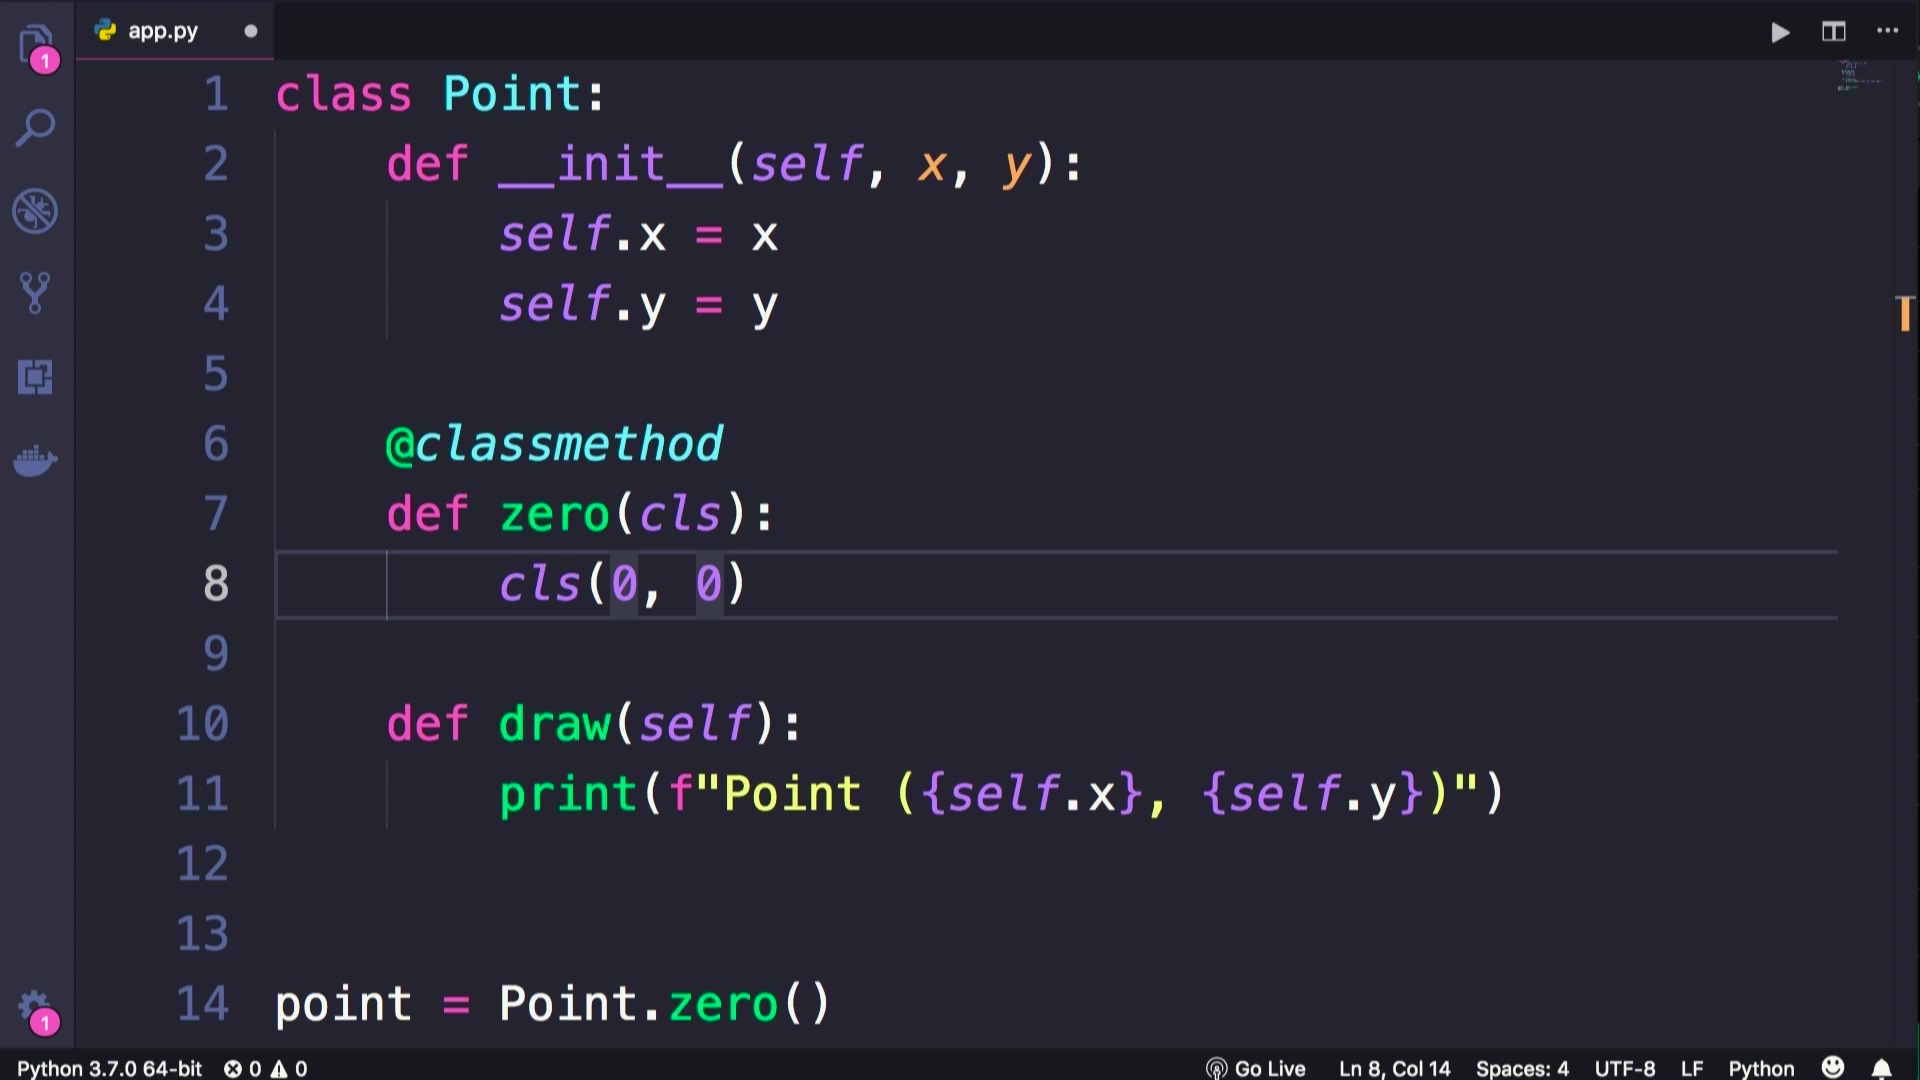 app.py
1
1 class Point:
2 def __init__(self, x, y):
3 self.x = x
4 self.y = y
5
6 @classmethod
7 def zero(cls):
8 cls(0, 0)
9
10 def draw(self):
11 print(f"Point ({self.x}, {self.y})")
12
13
14 point = Point.zero()
1
Python 3.7.0 64-bit 0 0 Go Live Ln 8, Col 14 Spaces: 4 UTF-8 LF Python